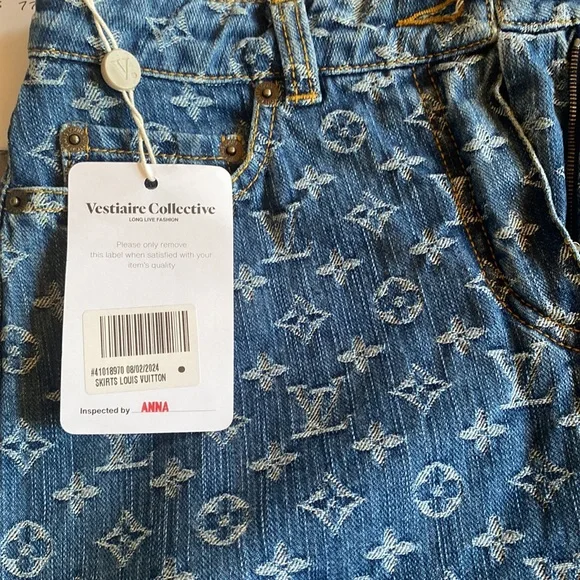 V.
Vestiaire Collective
LONG LIVE FASHION
Please only remove
this label when satisfied with your
item's quality
#41018970 08/02/2024
SKIRTS LOUIS VUITTON
Inspected by ANNA